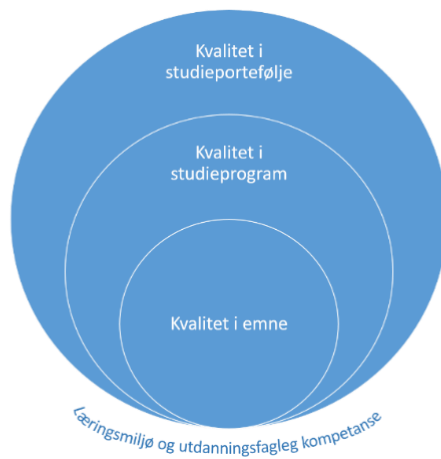 Kvalitet i
studieportefølje
Kvalitet i
studieprogram
Kvalitet i emne
Læringsmiljø og utdanningsfagleg kompetanse